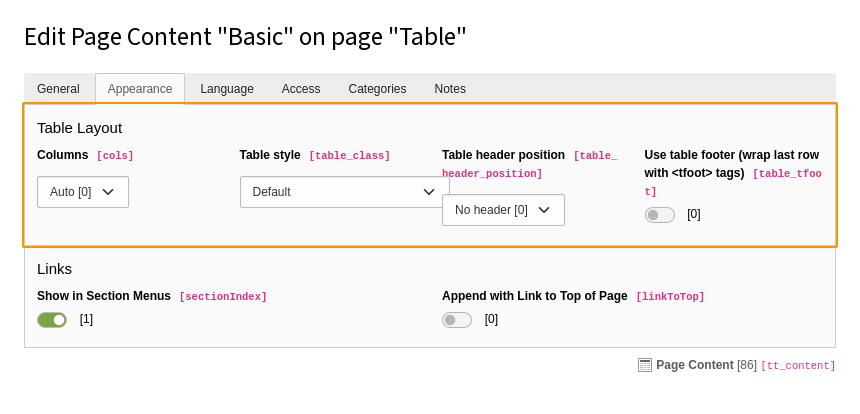 Edit Page Content "Basic" on page "Table"
General Appearance Language Access Categories Notes
Table Layout
Columns [cols]
Auto [0]
Table style [table_class]
Default
Table header position [table_
header_position]
No header [0]
Use table footer (wrap last row
with <tfoot> tags) [table_tfoo
t]
[0]
Links
Show in Section Menus [sectionIndex]
[1]
Append with Link to Top of Page [linkToTop]
[0]
Page Content [86] [tt_content]